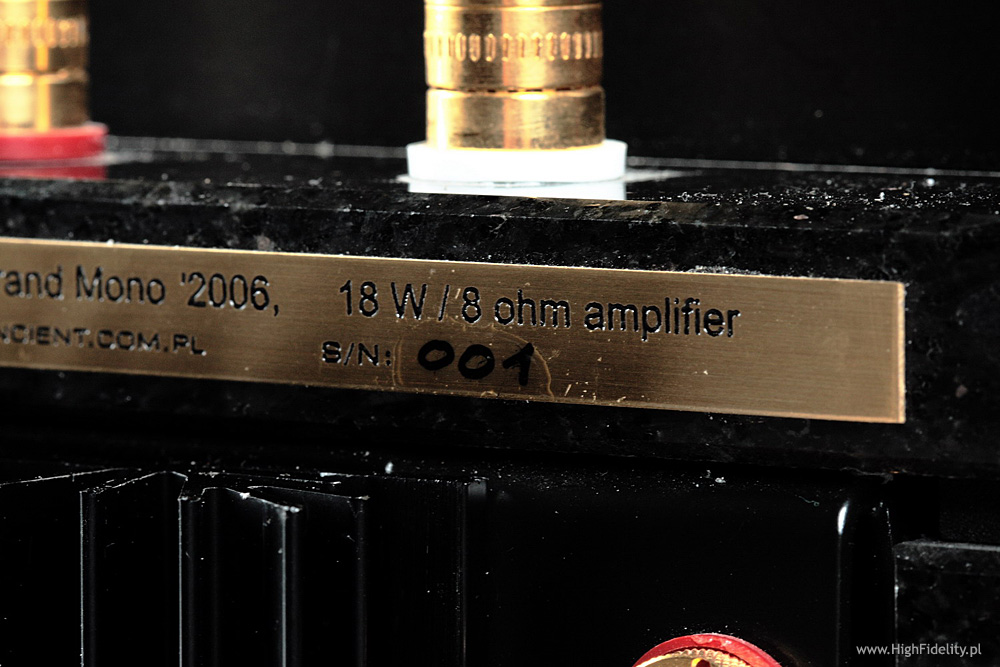 rand Mono '2006, 18 W / 8 ohm amplifier
NCIENT.COM.PL S/N: 001
www.HighFidelity.pl